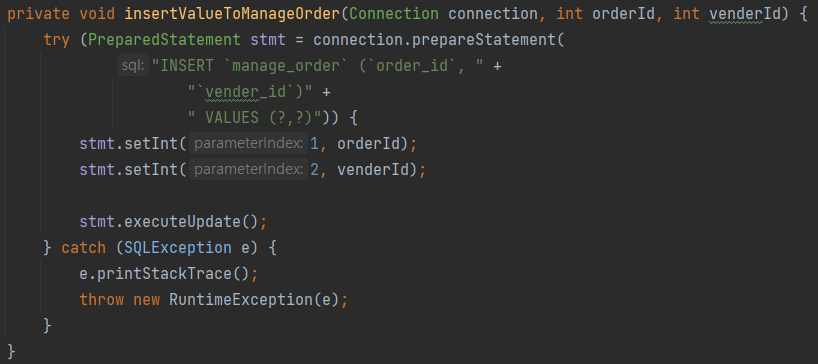 private void insertValueToManageOrder(Connection connection, int orderId, int venderId) {
    try (PreparedStatement stmt = connection.prepareStatement(
            sql: "INSERT `manage_order` (`order_id`, " +
                    "`vender_id`)" +
                    " VALUES (?,?)")) {
        stmt.setInt( parameterIndex: 1, orderId);
        stmt.setInt( parameterIndex: 2, venderId);

        stmt.executeUpdate();
    } catch (SQLException e) {
        e.printStackTrace();
        throw new RuntimeException(e);
    }
}